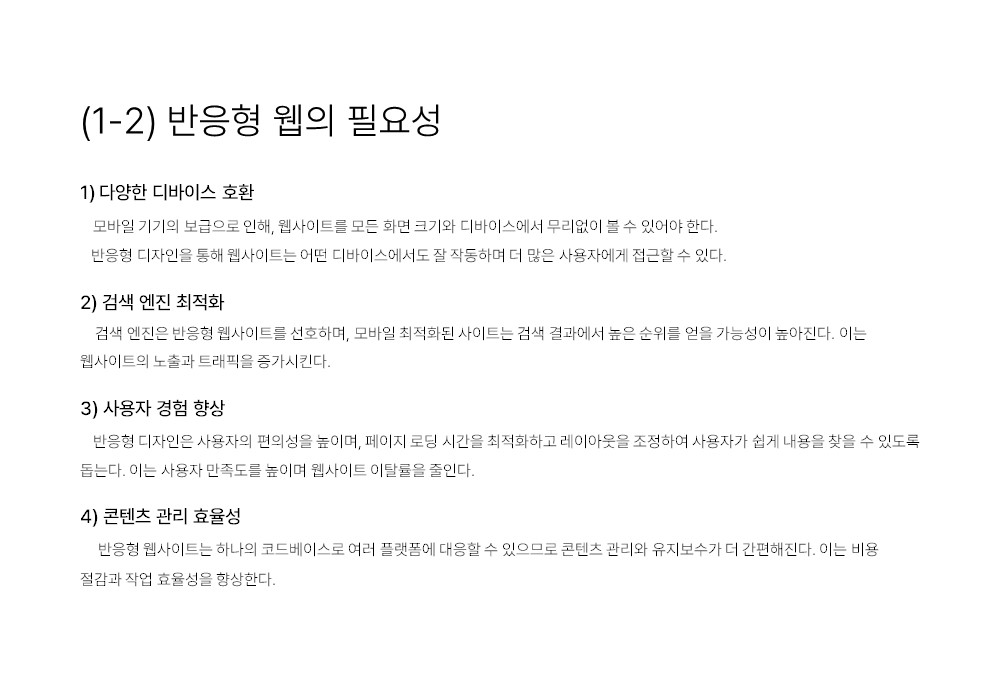 (1-2) 반응형 웹의 필요성
1) 다양한 디바이스 호환
모바일 기기의 보급으로 인해, 웹사이트를 모든 화면 크기와 디바이스에서 무리없이 볼 수 있어야 한다.
반응형 디자인을 통해 웹사이트는 어떤 디바이스에서도 잘 작동하며 더 많은 사용자에게 접근할 수 있다.
2) 검색 엔진 최적화
검색 엔진은 반응형 웹사이트를 선호하며, 모바일 최적화된 사이트는 검색 결과에서 높은 순위를 얻을 가능성이 높아진다. 이는
웹사이트의 노출과 트래픽을 증가시킨다.
3) 사용자 경험 향상
반응형 디자인은 사용자의 편의성을 높이며, 페이지 로딩 시간을 최적화하고 레이아웃을 조정하여 사용자가 쉽게 내용을 찾을 수 있도록
돕는다. 이는 사용자 만족도를 높이며 웹사이트 이탈률을 줄인다.
4) 콘텐츠 관리 효율성
반응형 웹사이트는 하나의 코드베이스로 여러 플랫폼에 대응할 수 있으므로 콘텐츠 관리와 유지보수가 더 간편해진다. 이는 비용
절감과 작업 효율성을 향상한다.